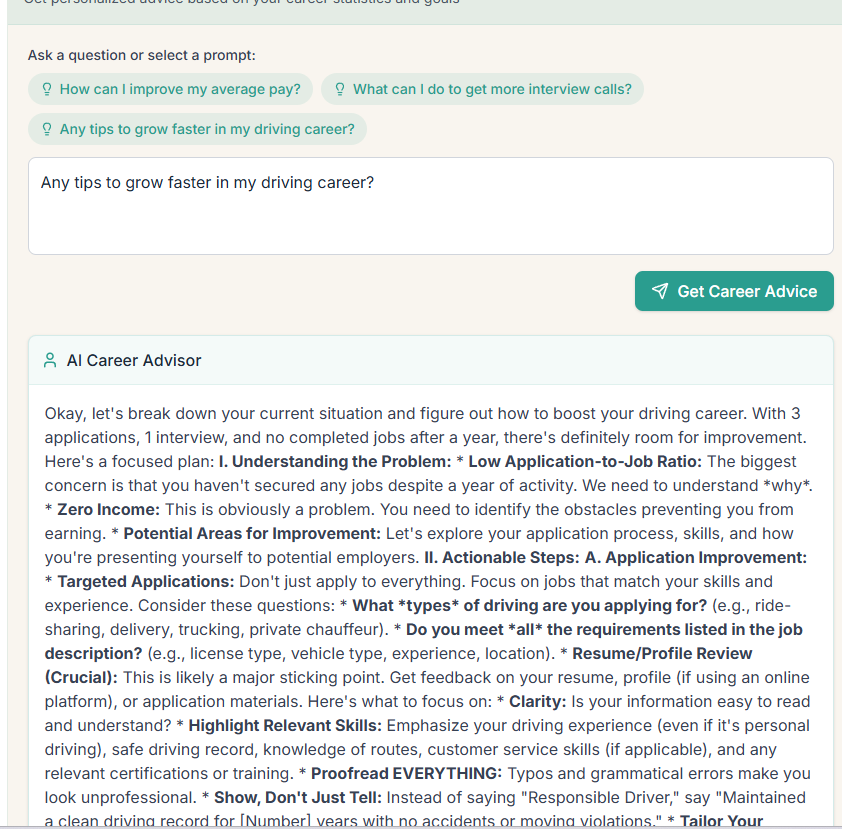 Get personalized advice based on your career statistics and goals
Ask a question or select a prompt:
How can I improve my average pay?
What can I do to get more interview calls?
Any tips to grow faster in my driving career?
Any tips to grow faster in my driving career?
Get Career Advice
AI Career Advisor
Okay, let's break down your current situation and figure out how to boost your driving career. With 3
applications, 1 interview, and no completed jobs after a year, there's definitely room for improvement.
Here's a focused plan: I. Understanding the Problem: * Low Application-to-Job Ratio: The biggest
concern is that you haven't secured any jobs despite a year of activity. We need to understand *why*.
* Zero Income: This is obviously a problem. You need to identify the obstacles preventing you from
earning. * Potential Areas for Improvement: Let's explore your application process, skills, and how
you're presenting yourself to potential employers. II. Actionable Steps: A. Application Improvement:
* Targeted Applications: Don't just apply to everything. Focus on jobs that match your skills and
experience. Consider these questions: * What *types* of driving are you applying for? (e.g., ride-
sharing, delivery, trucking, private chauffeur). * Do you meet *all* the requirements listed in the job
description? (e.g., license type, vehicle type, experience, location). * Resume/Profile Review
(Crucial): This is likely a major sticking point. Get feedback on your resume, profile (if using an online
platform), or application materials. Here's what to focus on: * Clarity: Is your information easy to read
and understand? * Highlight Relevant Skills: Emphasize your driving experience (even if it's personal
driving), safe driving record, knowledge of routes, customer service skills (if applicable), and any
relevant certifications or training. * Proofread EVERYTHING: Typos and grammatical errors make you
look unprofessional. * Show, Don't Just Tell: Instead of saying "Responsible Driver," say "Maintained
a clean driving record for [Number] years with no accidents or moving violations." * Tailor Your